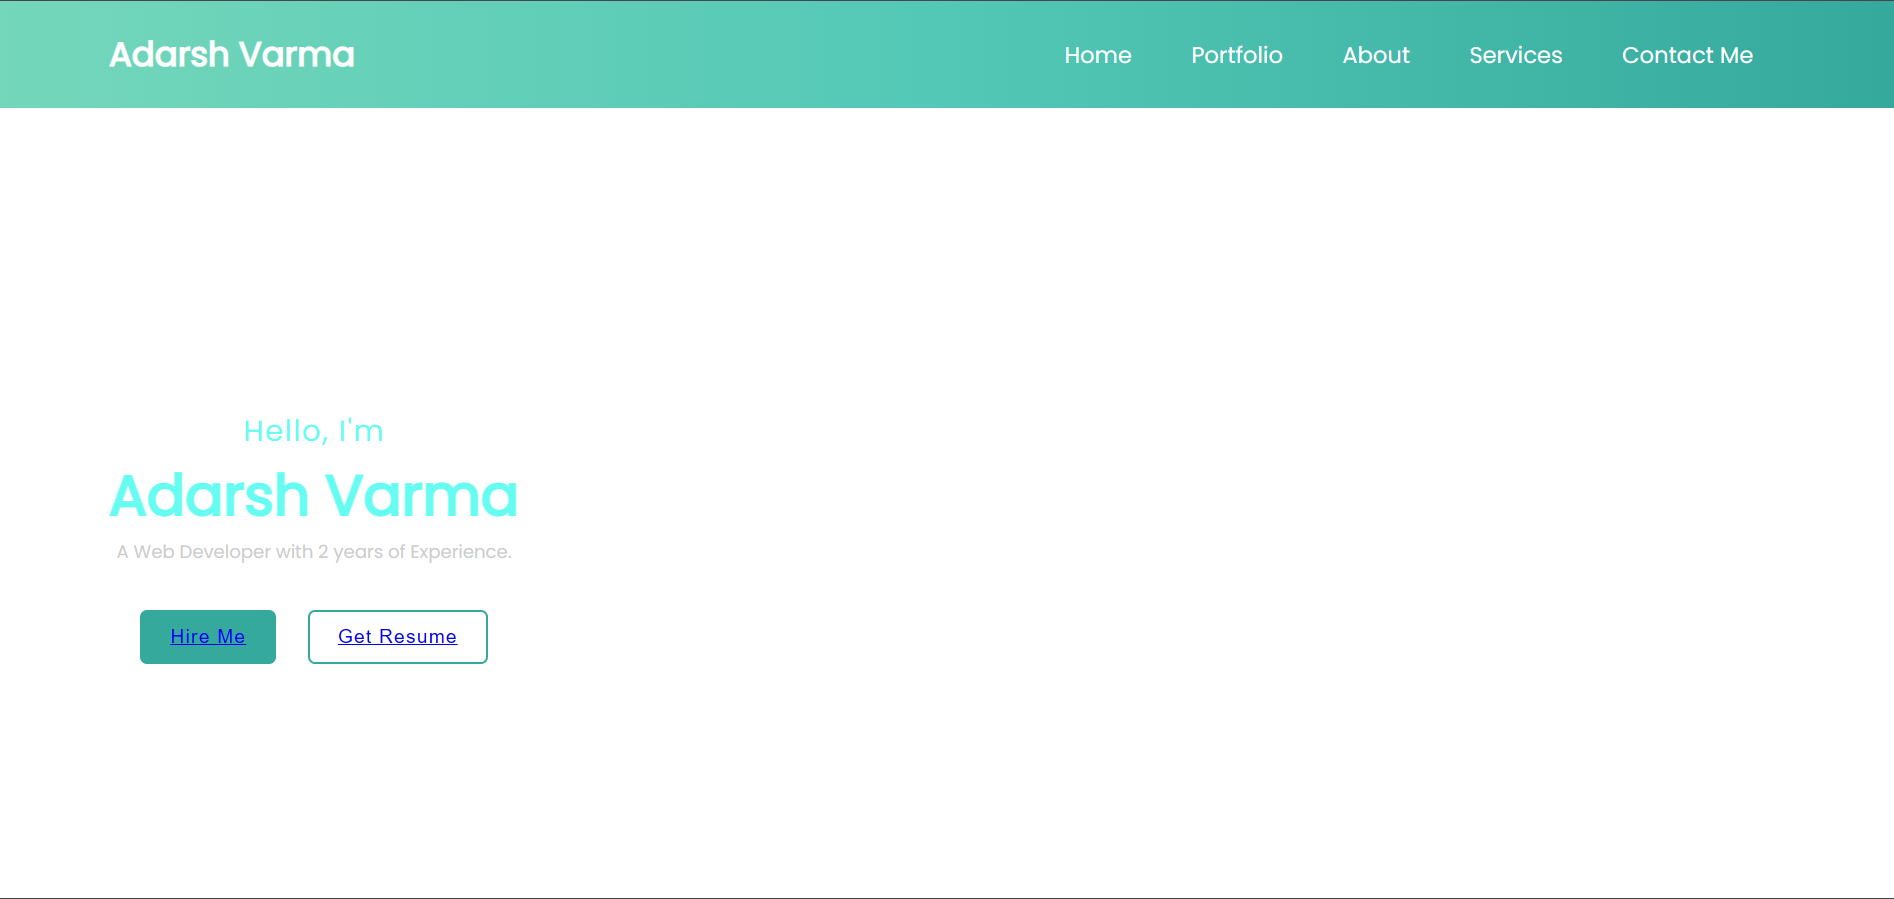 Adarsh Varma
Home Portfolio About Services Contact Me
Hello, I'm
Adarsh Varma
A Web Developer with 2 years of Experience.
Hire Me Get Resume